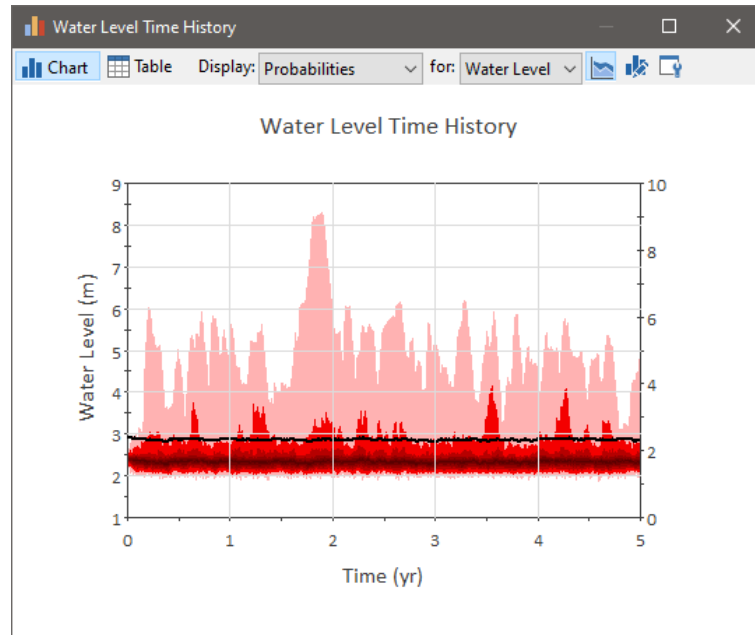 Water Level Time History
Chart Table Display: Probabilities for: Water Level
Water Level Time History
9 10
8 8
7
6 6
5
4 4
3
2 2
1 0
Water Level (m)
0 1 2 3 4 5
Time (yr)